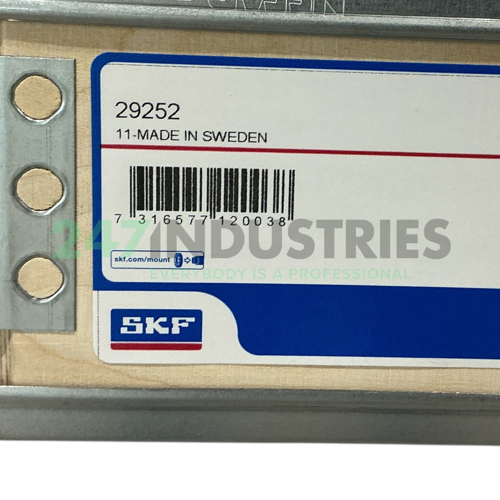 29252
11-MADE IN SWEDEN
7 316577 120038
247INDUSTRIES
EVERYBODY IS A PROFESSIONAL
skf.com/mount
SKF